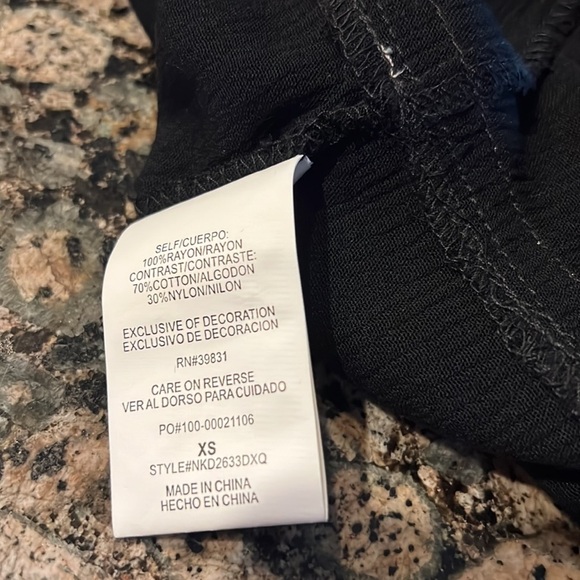 SELF/CUERPO:
100%RAYON/RAYON
CONTRAST/CONTRASTE:
70%COTTON/ALGODON
30%NYLON/NILON
EXCLUSIVE OF DECORATION
EXCLUSIVO DE DECORACION
RN#39831
CARE ON REVERSE
VER AL DORSO PARA CUIDADO
PO#100-00021106
XS
STYLE#NKD2633DXQ
MADE IN CHINA
HECHO EN CHINA